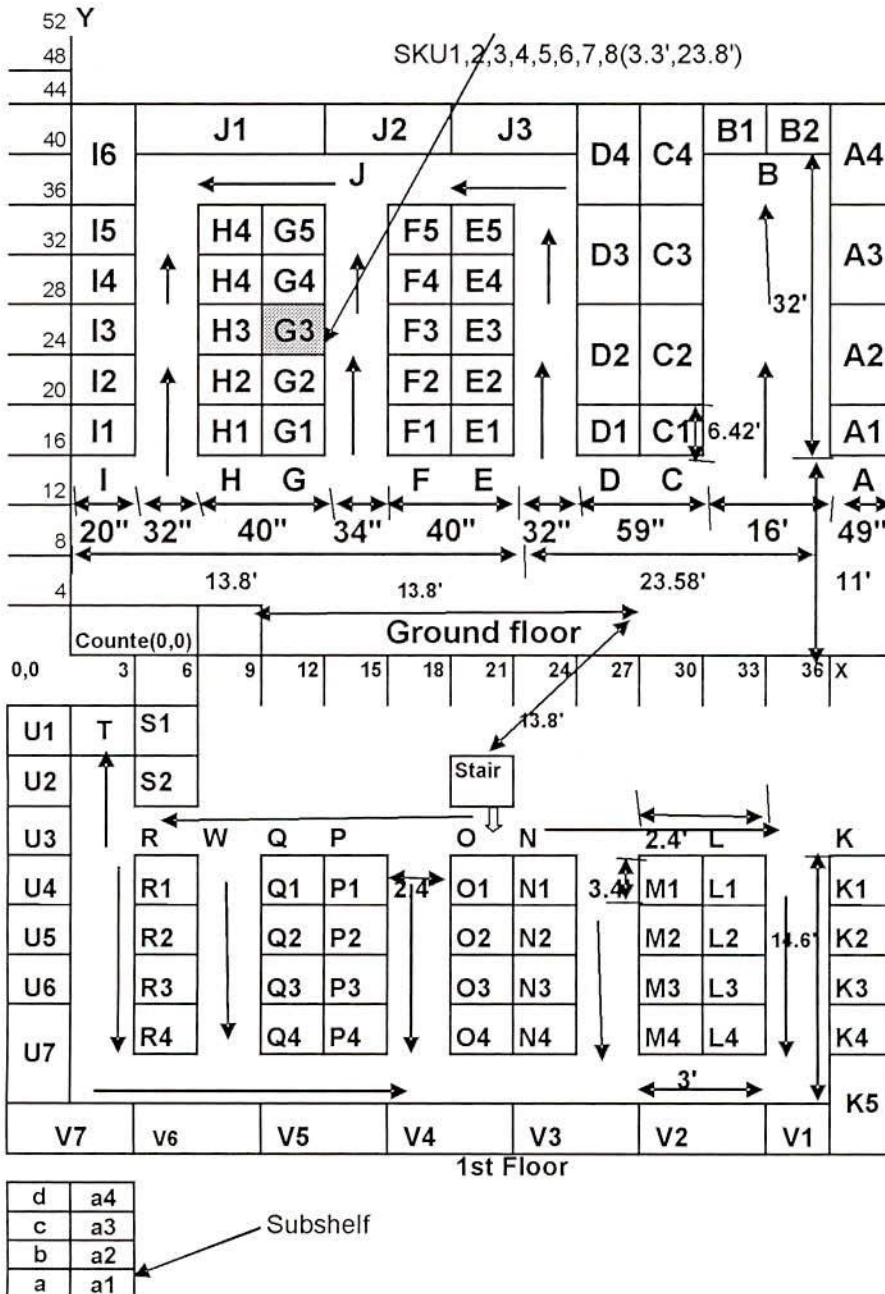 52 Y
48
SKU1,2,3,4,5,6,7,8(3.3',23.8')
44
J1 J2 J3 B1 B2
40
I6 D4 C4 A4
J B
36
I5 H4 G5 F5 E5
32
D3 C3 A3
I4 H4 G4 F4 E4
28
32'
I3 H3 G3 F3 E3
24
D2 C2 A2
I2 H2 G2 F2 E2
20
I1 H1 G1 F1 E1 D1 C1 6.42' A1
16
I H G F E D C A
12
20" 32" 40" 34" 40" 32" 59" 16' 49"
8
13.8' 13.8' 23.58' 11'
4
Counte(0,0) Ground floor
0,0 3 6 9 12 15 18 21 24 27 30 33 36 X
13.8'
U1 T S1
U2 S2 Stair
U3 R W Q P O N 2.4' L K
U4 R1 Q1 P1 2.4' O1 N1 3.4' M1 L1 K1
U5 R2 Q2 P2 O2 N2 M2 L2 14.6' K2
U6 R3 Q3 P3 O3 N3 M3 L3 K3
U7 R4 Q4 P4 O4 N4 M4 L4 K4
3' K5
V7 V6 V5 V4 V3 V2 V1
1st Floor
d a4
c a3 Subshelf
b a2
a a1